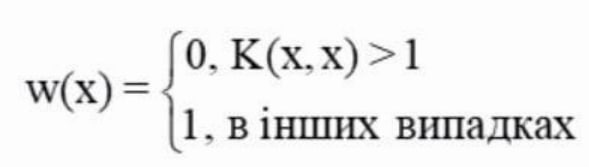 w(x) = {0, K(x, x) > 1
1, в інших випадках